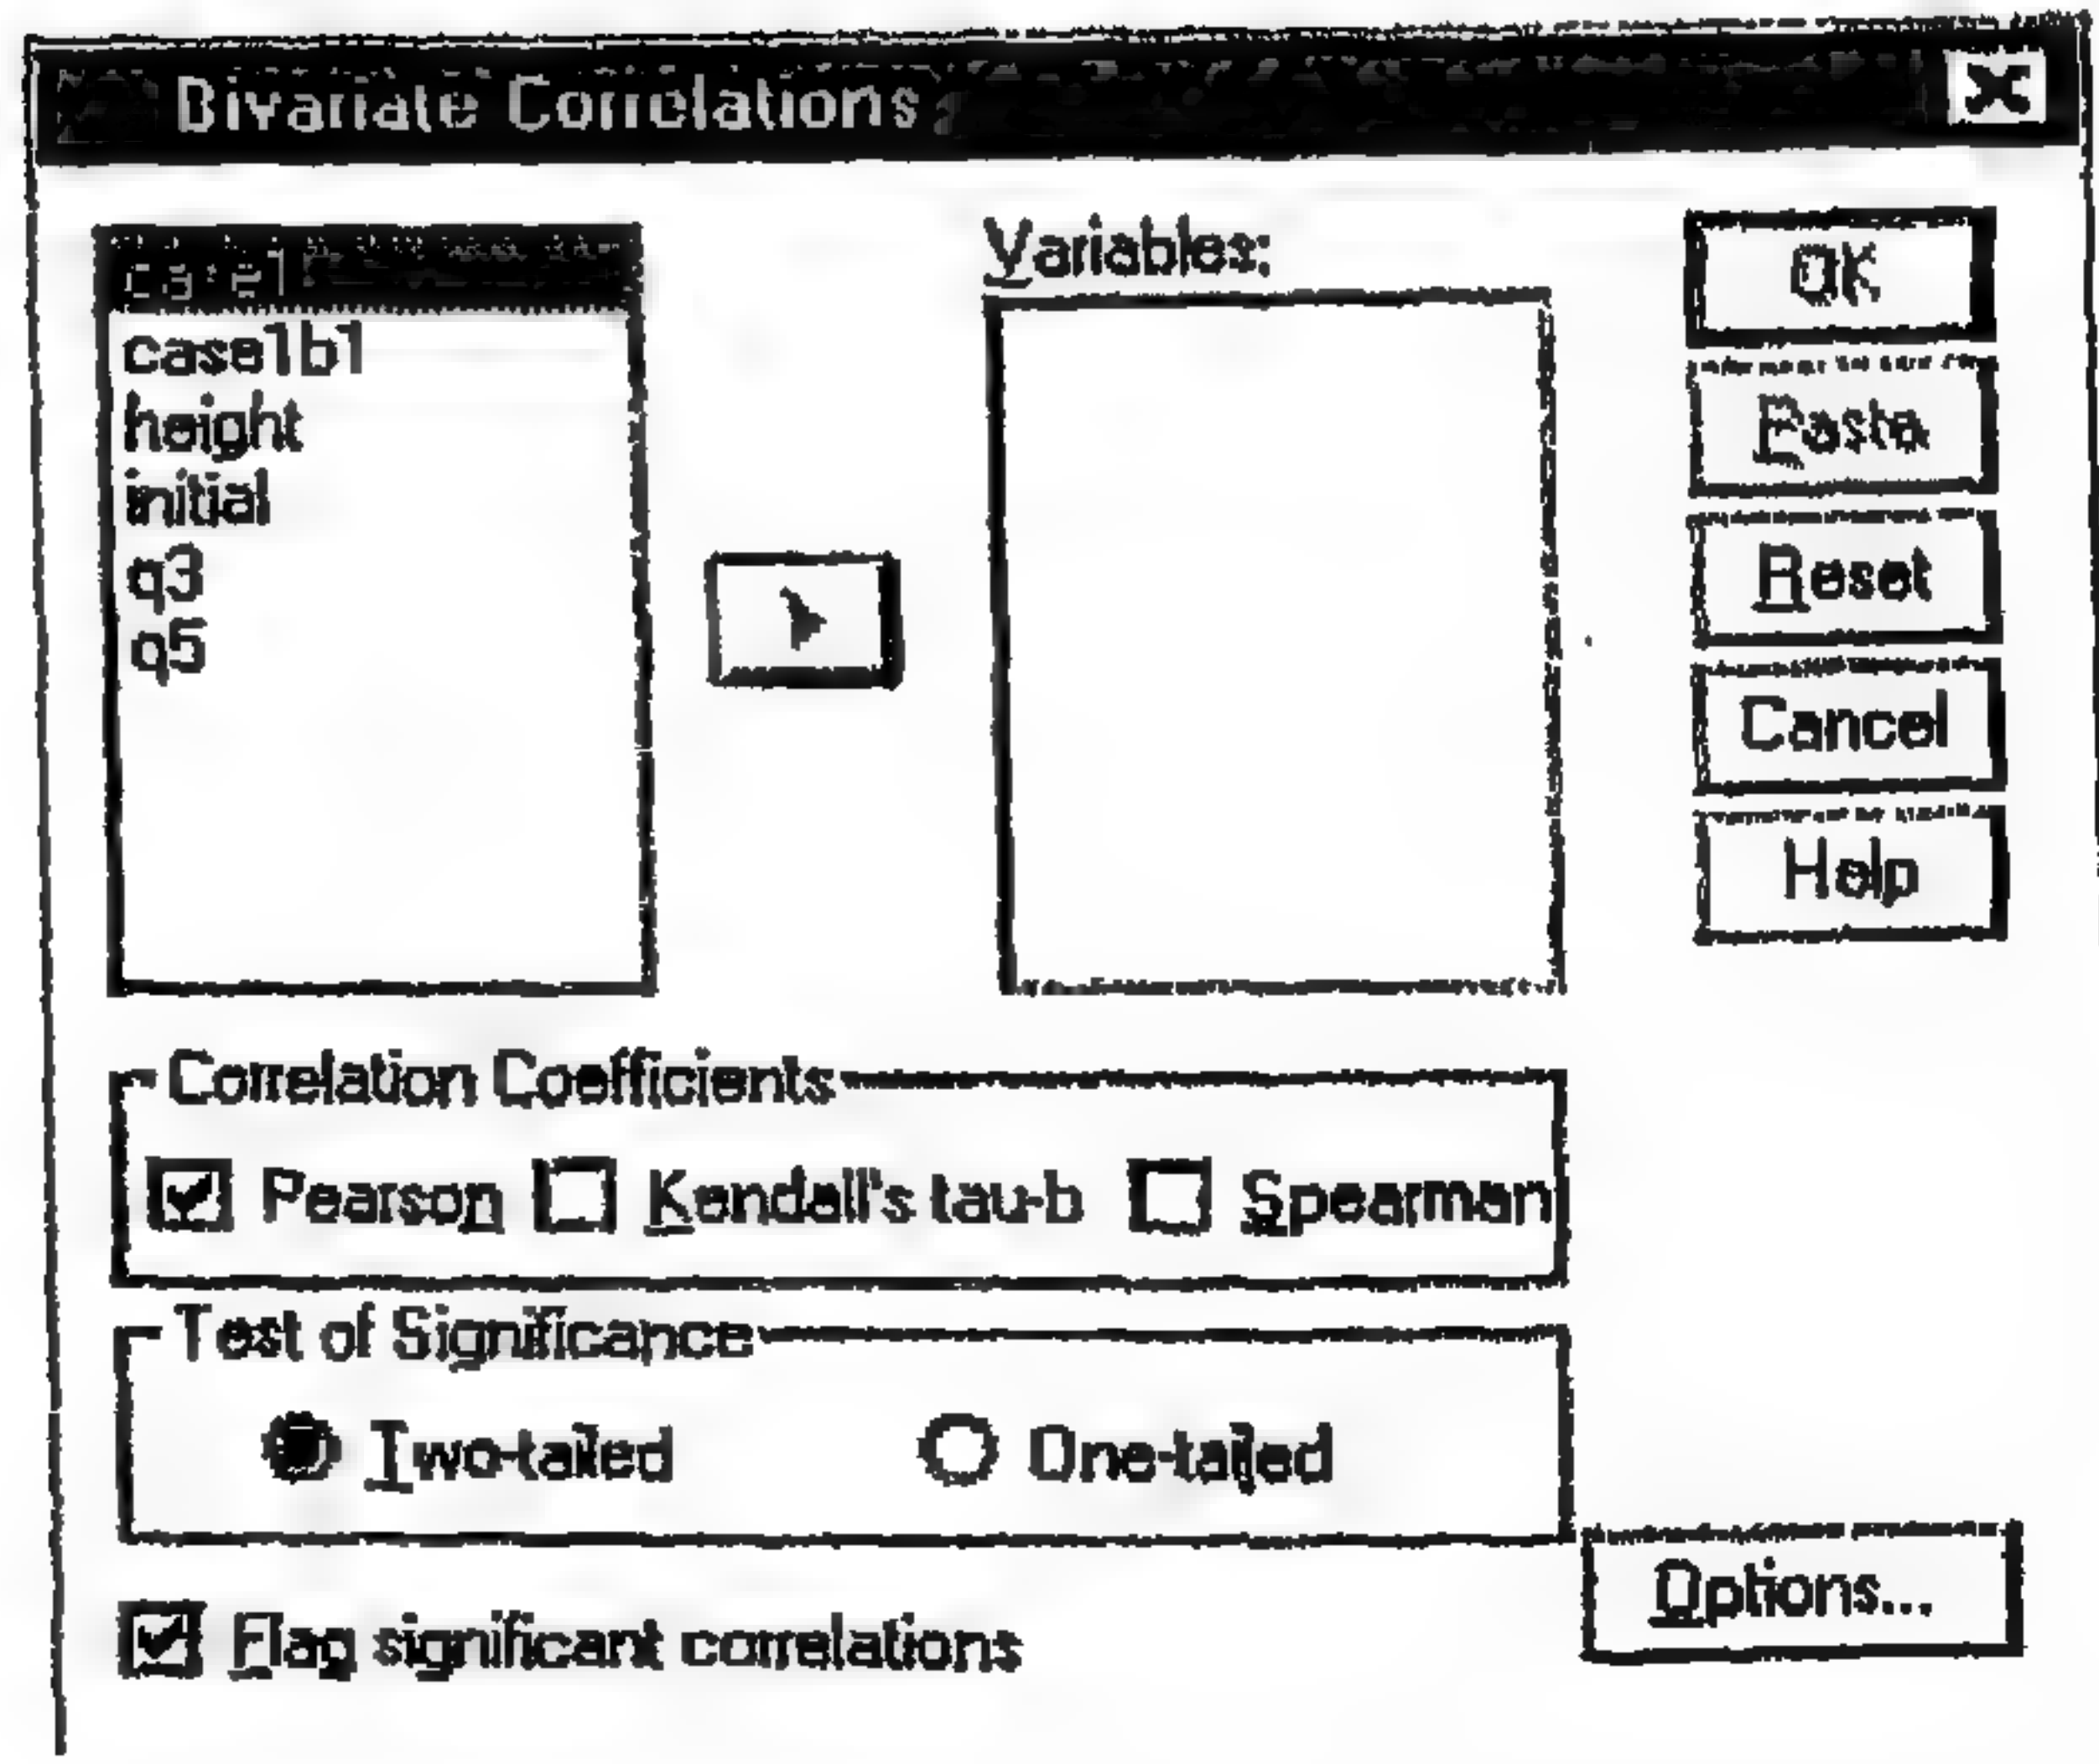 Bivariate Correlations
case1
case1b1
height
initial
q3
q5
Variables:
OK
Paste
Reset
Cancel
Help
Correlation Coefficients
Pearson Kendall's tau-b Spearman
Test of Significance
Two-tailed One-tailed
Flag significant correlations
Options...